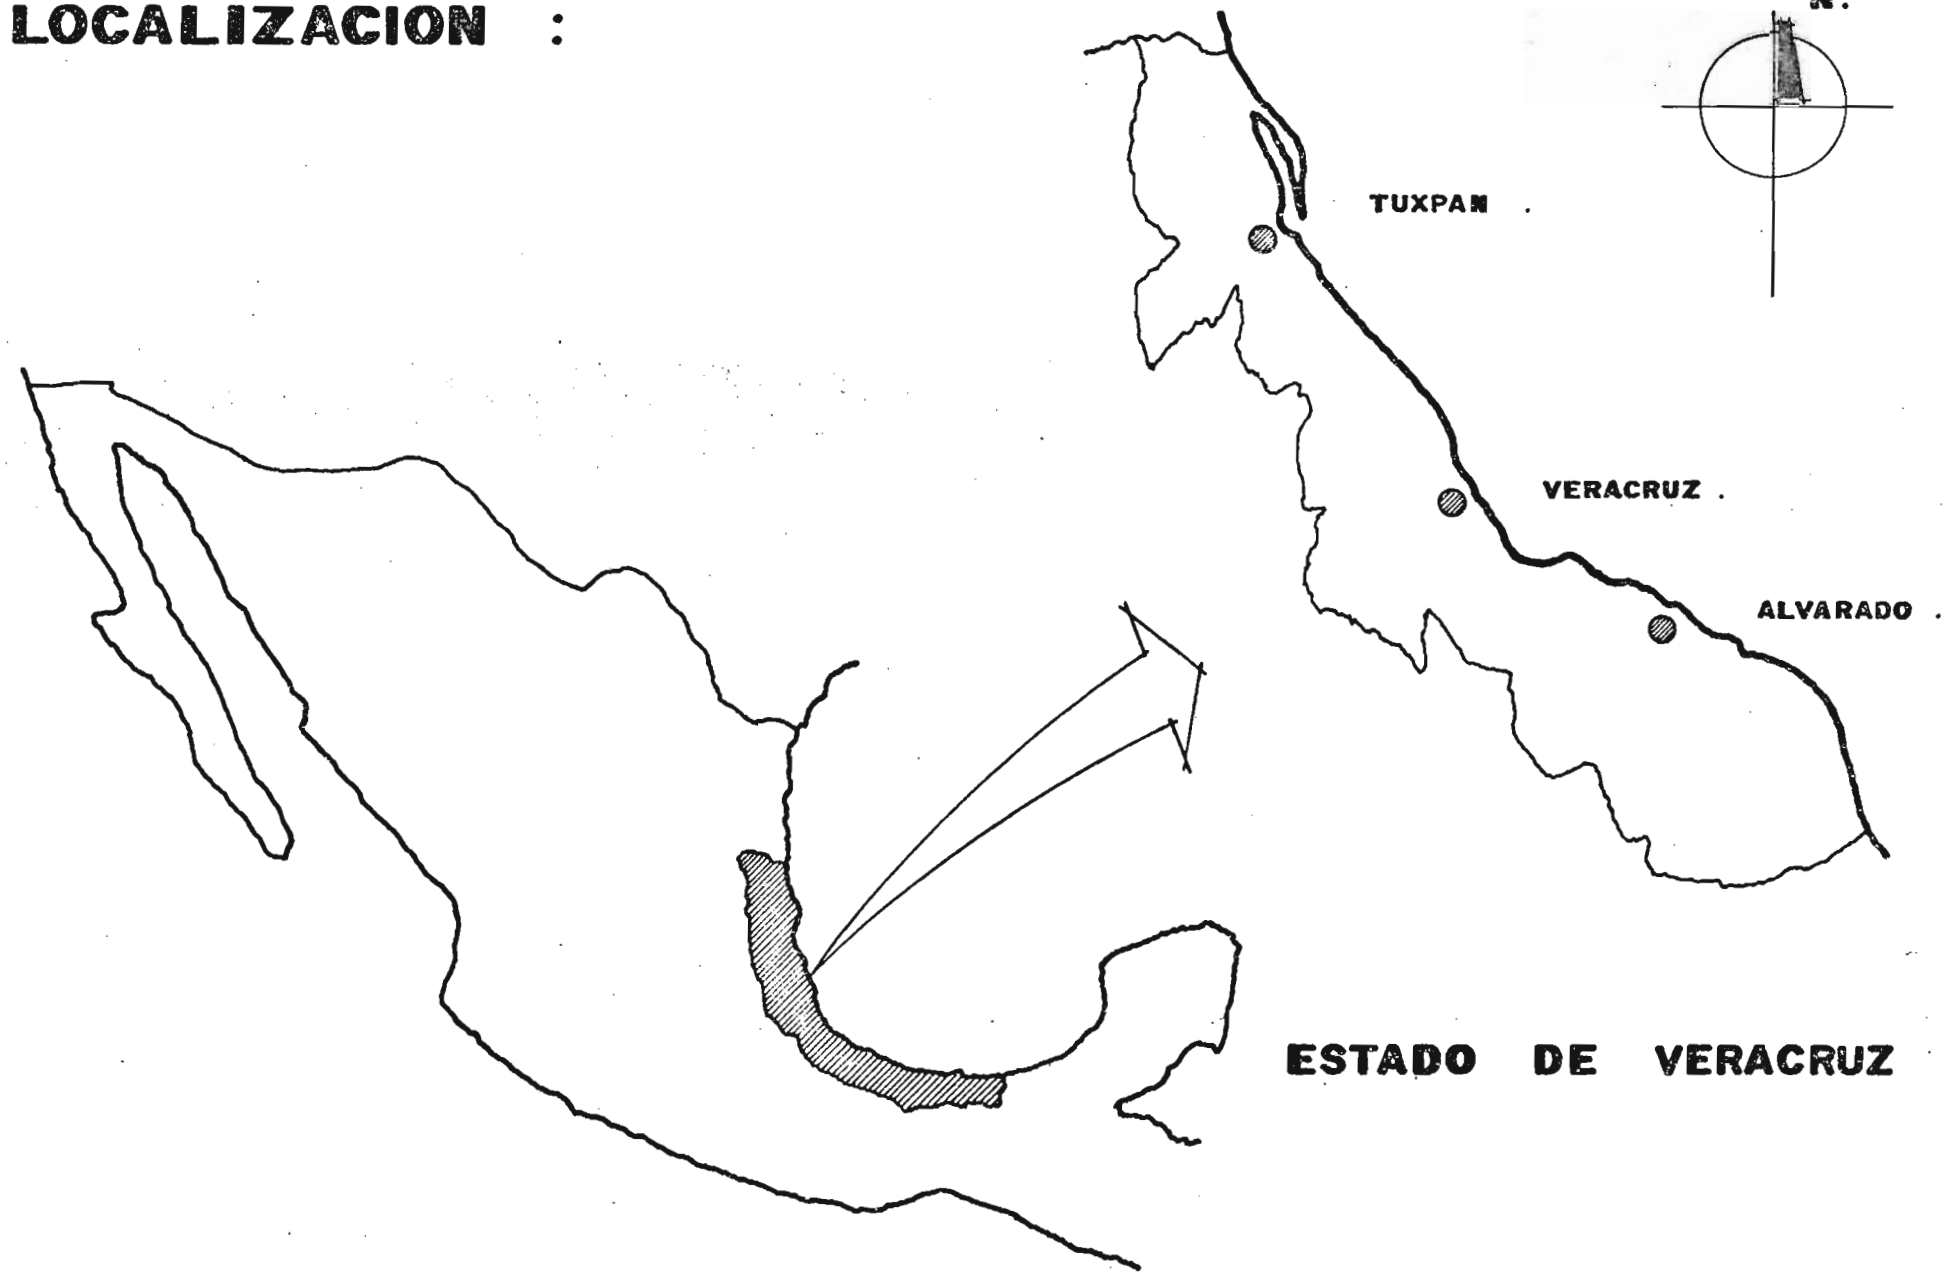 LOCALIZACION :
N.
TUXPAN .
VERACRUZ .
ALVARADO .
ESTADO DE VERACRUZ